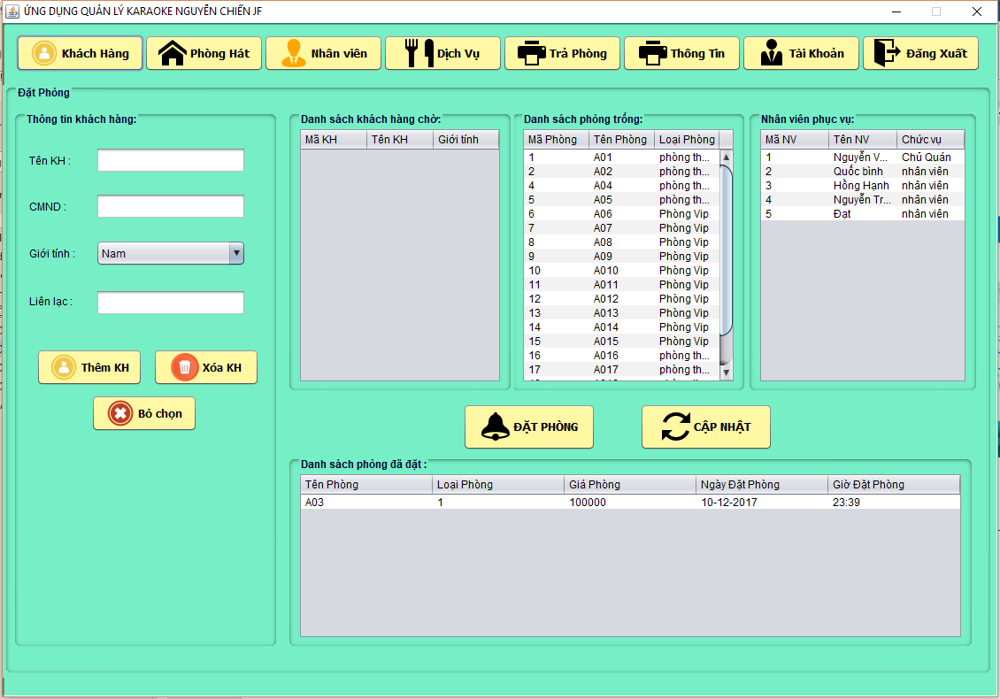 ỨNG DỤNG QUẢN LÝ KARAOKE NGUYỄN CHIẾN JF
Khách Hàng Phòng Hát Nhân viên Dịch Vụ Trả Phòng Thông Tin Tài Khoản Đăng Xuất
Đặt Phòng
Thông tin khách hàng:
Tên KH :
CMND :
Giới tính : Nam
Liên lạc :
Thêm KH Xóa KH
Bỏ chọn
Danh sách khách hàng chờ:
Mã KH Tên KH Giới tính
Danh sách phòng trống:
Mã Phòng Tên Phòng Loại Phòng
1 A01 phòng th...
2 A02 phòng th...
4 A04 phòng th...
5 A05 phòng th...
6 A06 Phòng Vip
7 A07 Phòng Vip
8 A08 Phòng Vip
9 A09 Phòng Vip
10 A010 Phòng Vip
11 A011 Phòng Vip
12 A012 Phòng Vip
13 A013 Phòng Vip
14 A014 Phòng Vip
15 A015 Phòng Vip
16 A016 phòng th...
17 A017 phòng th...
Nhân viên phục vụ:
Mã NV Tên NV Chức vụ
1 Nguyễn V... Chủ Quán
2 Quốc bình nhân viên
3 Hồng Hạnh nhân viên
4 Nguyễn Tr... nhân viên
5 Đạt nhân viên
ĐẶT PHÒNG CẬP NHẬT
Danh sách phòng đã đặt :
Tên Phòng Loại Phòng Giá Phòng Ngày Đặt Phòng Giờ Đặt Phòng
A03 1 100000 10-12-2017 23:39